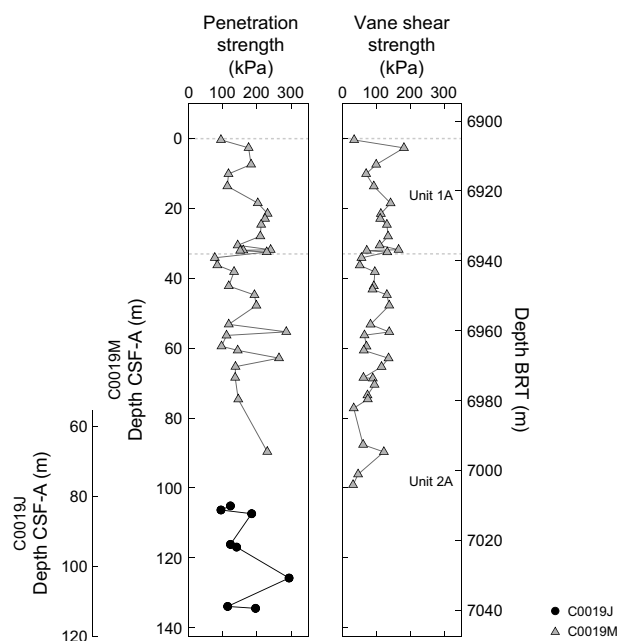 Penetration
strength
(kPa)
Vane shear
strength
(kPa)
0 100 200 300
0 100 200 300
0
20
40
60
80
100
120
140
C0019M
Depth CSF-A (m)
60
80
100
120
C0019J
Depth CSF-A (m)
Unit 1A
Unit 2A
6900
6920
6940
6960
6980
7000
7020
7040
Depth BRT (m)
C0019J
C0019M